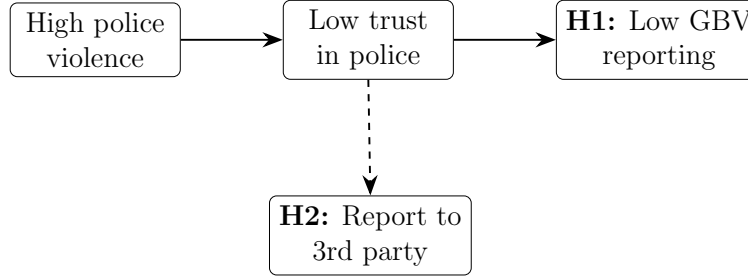 High police
violence
Low trust
in police
H1: Low GBV
reporting
H2: Report to
3rd party